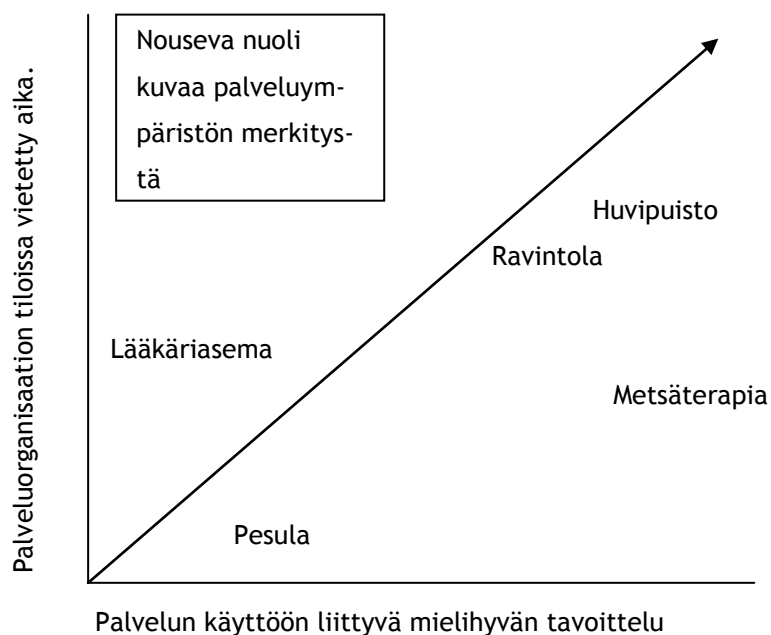 Nouseva nuoli
kuvaa palveluym-
päristön merkitys-
tä
Palveluorganisaation tiloissa vietetty aika.
Huvipuisto
Ravintola
Lääkäriasema
Metsäterapia
Pesula
Palvelun käyttöön liittyvä mielihyvän tavoittelu